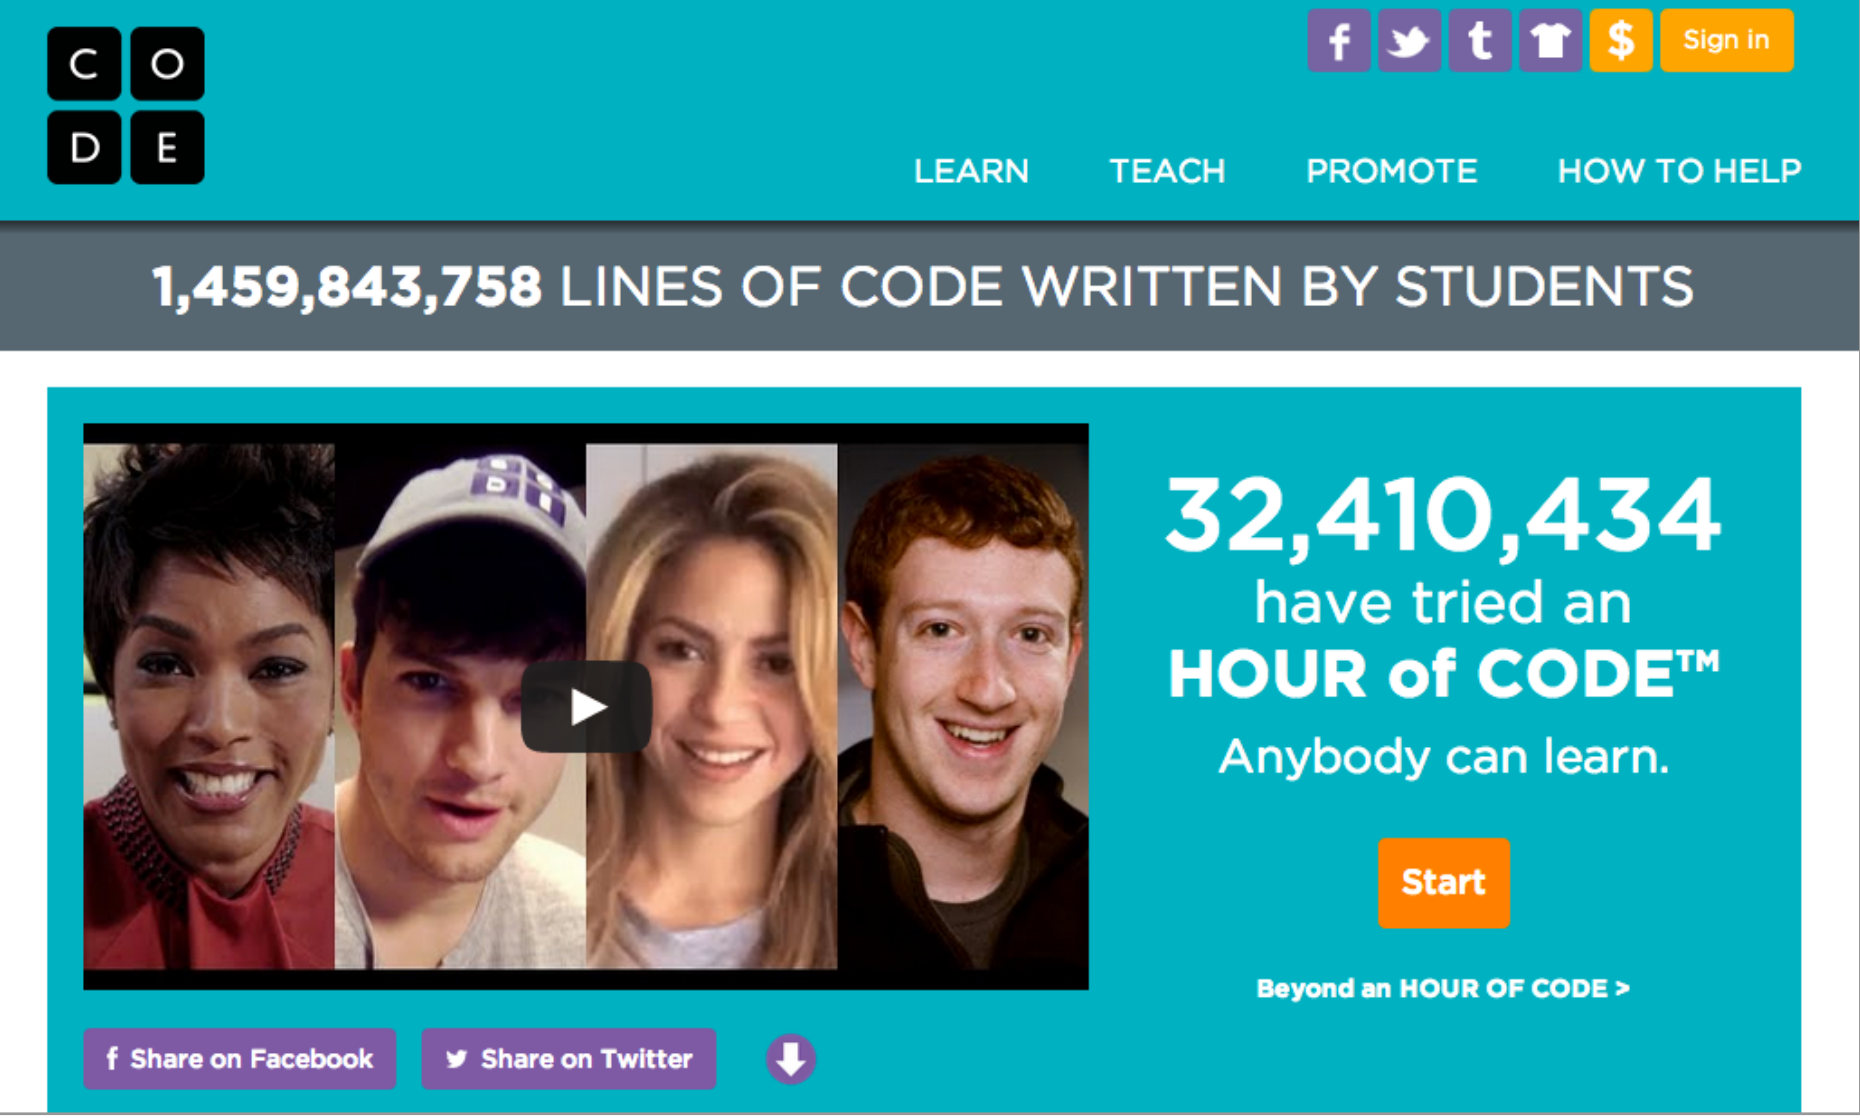 C O
D E
f t $ Sign in
LEARN TEACH PROMOTE HOW TO HELP
1,459,843,758 LINES OF CODE WRITTEN BY STUDENTS
32,410,434
have tried an
HOUR of CODE™
Anybody can learn.
Start
Beyond an HOUR OF CODE >
f Share on Facebook Share on Twitter